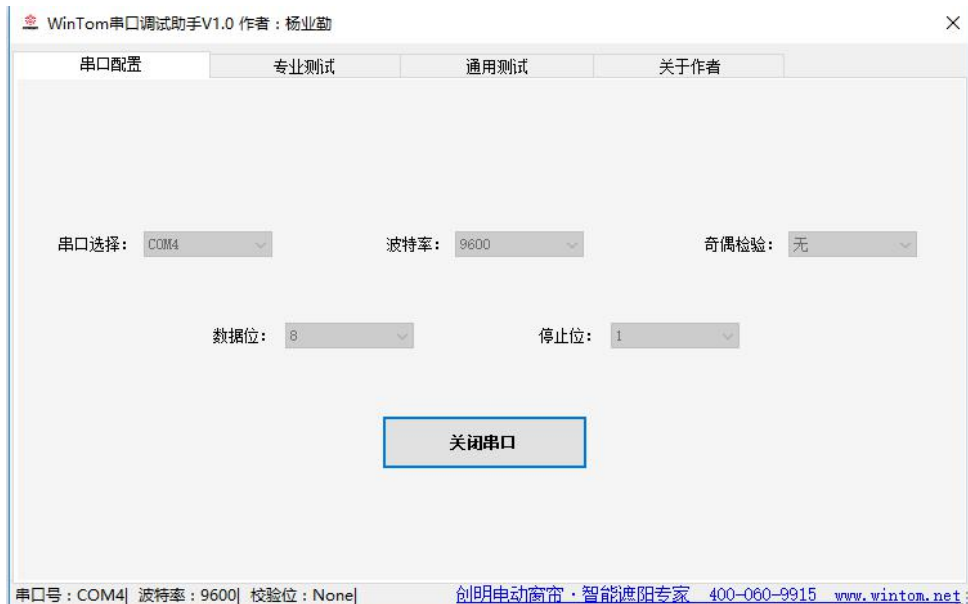 WinTom串口调试助手V1.0 作者：杨业勤
串口配置 专业测试 通用测试 关于作者
串口选择： COM4 波特率： 9600 奇偶检验： 无
数据位： 8 停止位： 1
关闭串口
串口号：COM4| 波特率：9600| 校验位：None| 创明电动窗帘·智能遮阳专家 400-060-9915 www.wintom.net